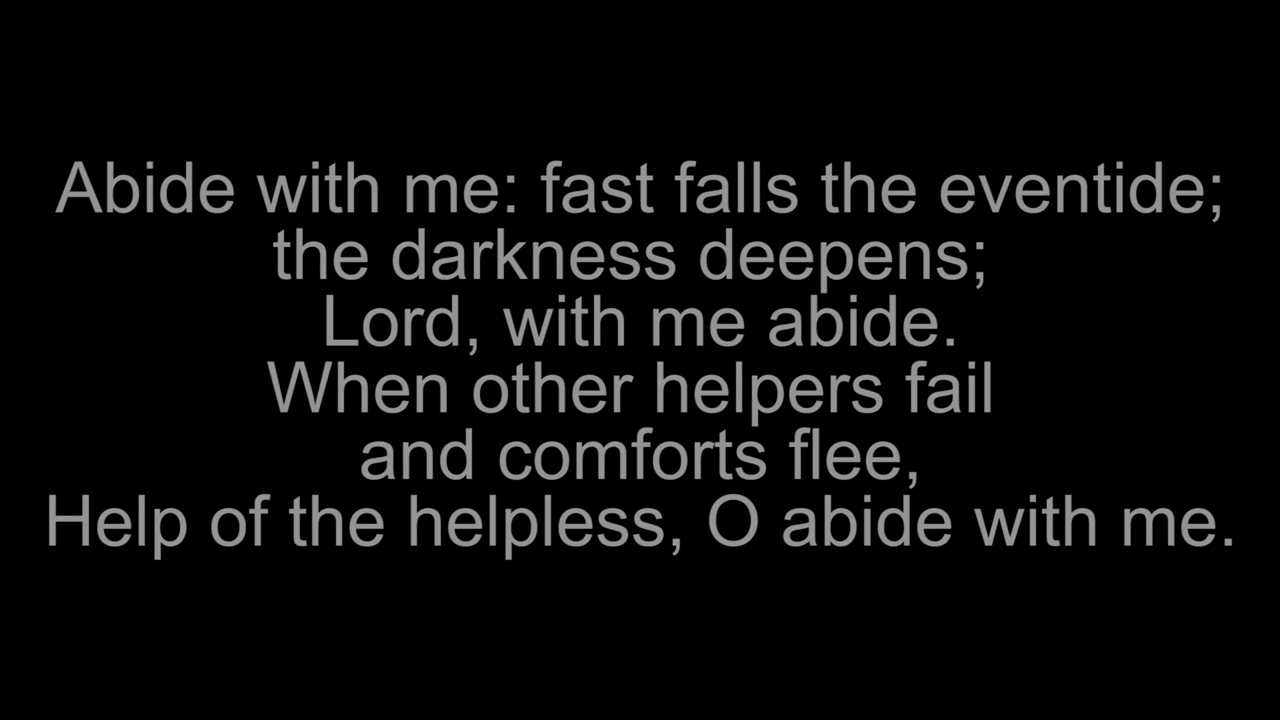 Abide with me: fast falls the eventide;
the darkness deepens;
Lord, with me abide.
When other helpers fail
and comforts flee,
Help of the helpless, O abide with me.